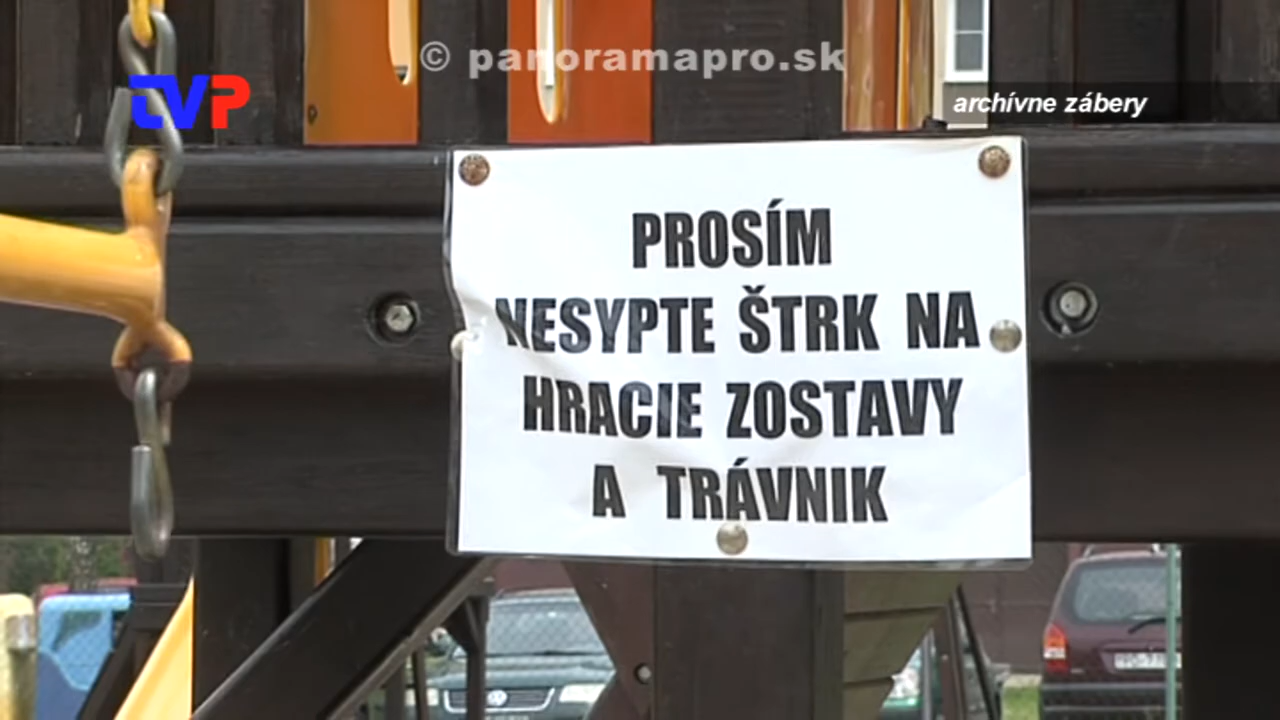 © panoramapro.sk
TVP
archívne zábery
PROSÍM
NESYPTE ŠTRK NA
HRACIE ZOSTAVY
A TRÁVNIK